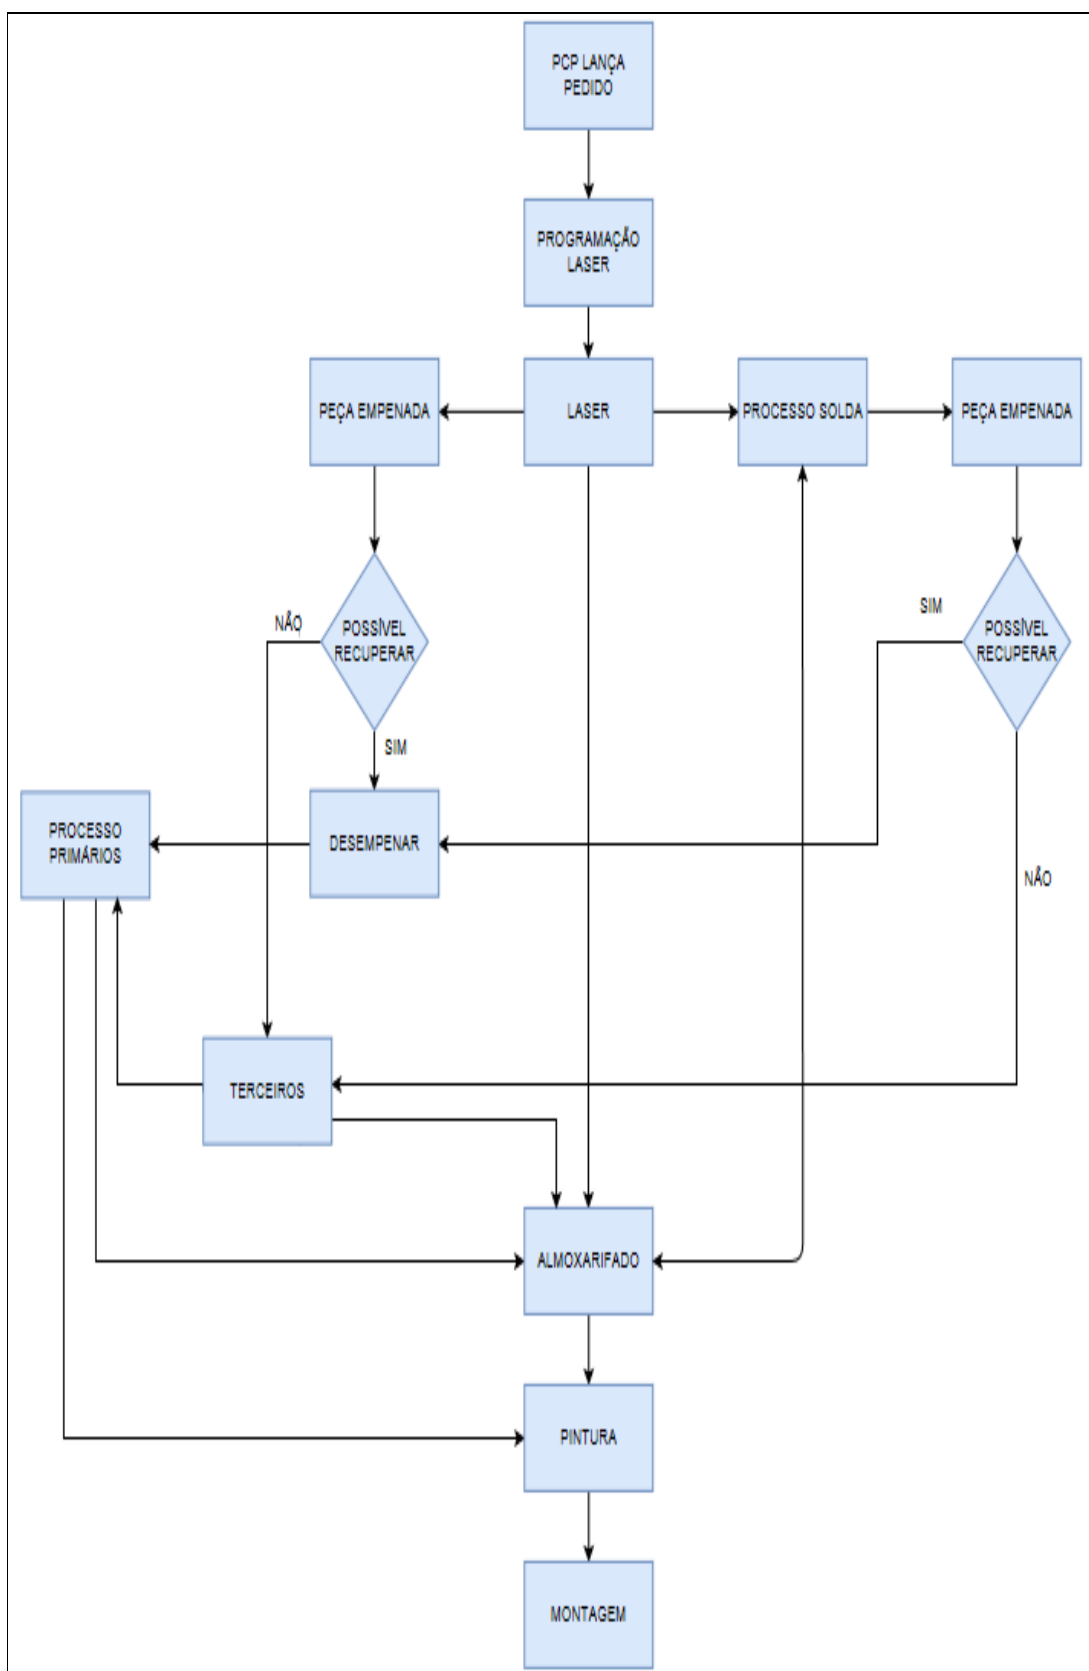 PCP LANÇA
PEDIDO
PROGRAMAÇÃO
LASER
PEÇA EMPENADA
LASER
PROCESSO SOLDA
PEÇA EMPENADA
NÃO
POSSÍVEL
RECUPERAR
SIM
SIM
POSSÍVEL
RECUPERAR
PROCESSO
PRIMÁRIOS
DESEMPENAR
NÃO
TERCEIROS
ALMOXARIFADO
PINTURA
MONTAGEM